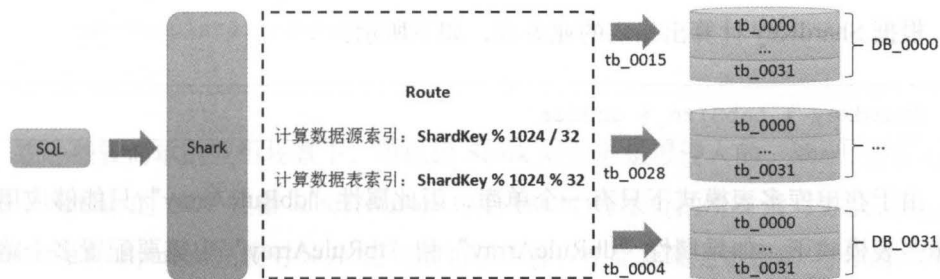 tb_0000
...
tb_0031
DB_0000
tb_0015
Route
SQL
Shark
计算数据源索引：ShardKey % 1024 / 32
计算数据表索引：ShardKey % 1024 % 32
tb_0000
...
tb_0031
...
tb_0028
tb_0000
...
tb_0031
DB_0031
tb_0004